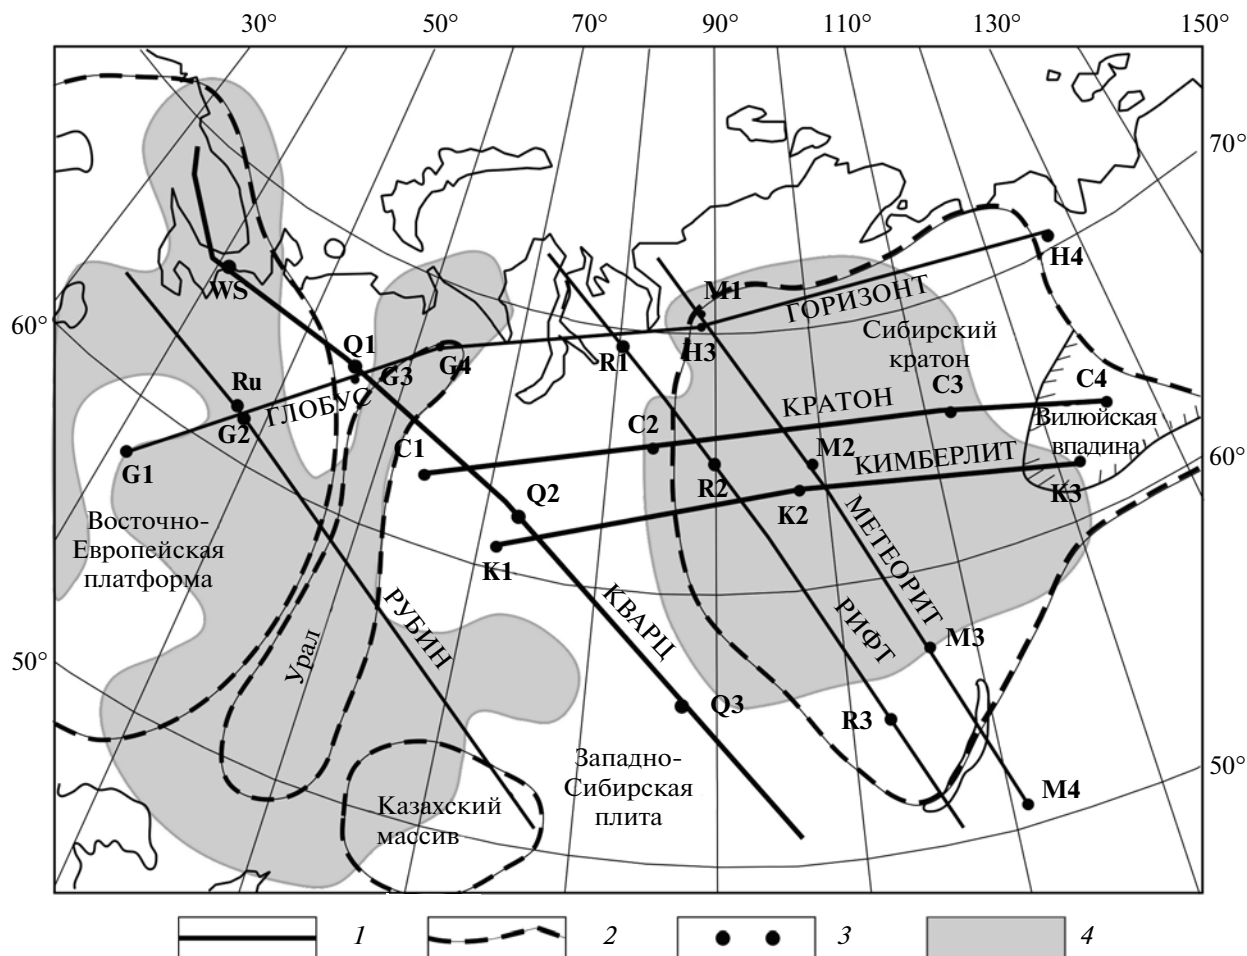 30°
50°
70°
90°
110°
130°
150°
70°
60°
60°
50°
50°
WS
Q1
G3
G4
Ru
G2
G1
ГЛОБУС
H4
M1
H3
R1
ГОРИЗОНТ
Сибирский
кратон
C1
C2
C3
C4
КРАТОН
Вилюйская
впадина
M2
КИМБЕРЛИТ
R2
K2
K3
Q2
K1
МЕТЕОРИТ
Восточно-
Европейская
платформа
РУБИН
КВАРЦ
РИФТ
Урал
M3
Q3
R3
M4
Западно-
Сибирская
плита
Казахский
массив
1
2
3
4